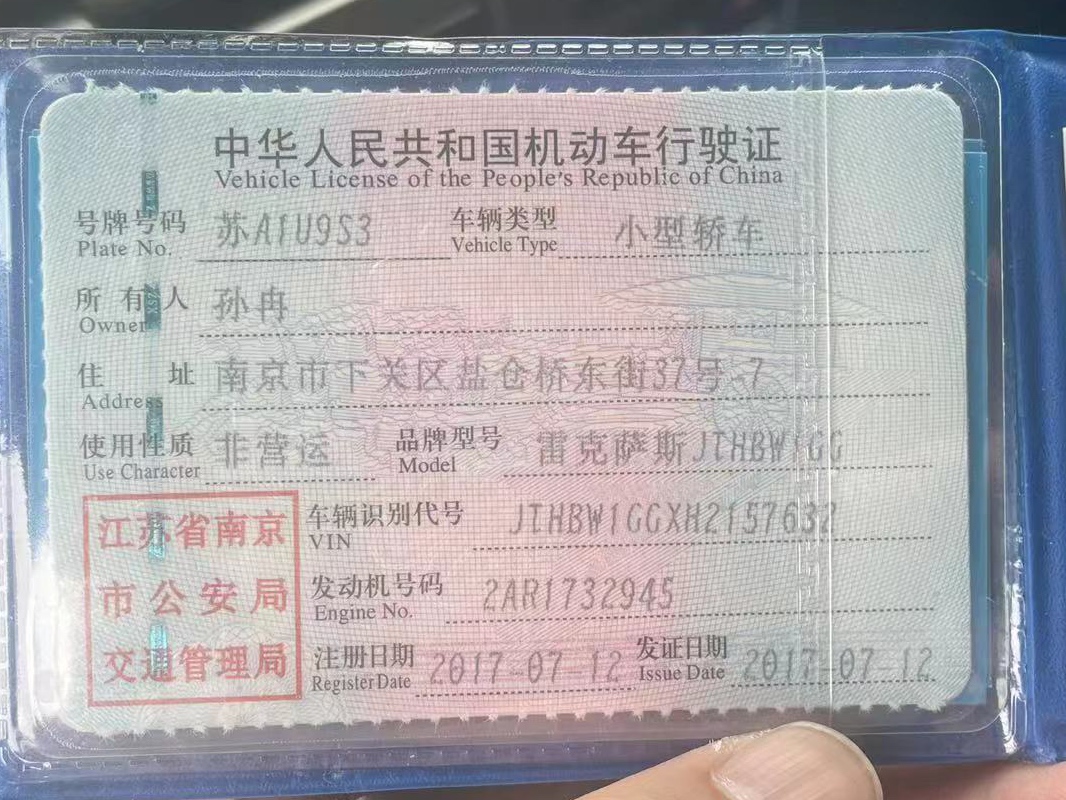 中华人民共和国机动车行驶证
Vehicle License of the People's Republic of China
号牌号码 苏A1U9S3 车辆类型 小型轿车
Plate No. Vehicle Type
所有人 孙冉
Owner
住址 南京市下关区盐仓桥东街37号-7
Address
使用性质 非营运 品牌型号 雷克萨斯JTHBW1GG
Use Character Model
江苏省南京
市公安局
交通管理局
车辆识别代号 JTHBW1GGXH2157632
VIN
发动机号码 2AR1732945
Engine No.
注册日期 2017-07-12 发证日期 2017-07-12
Register Date Issue Date